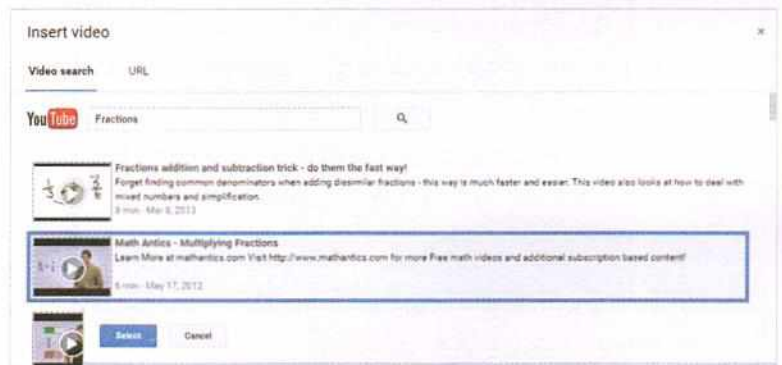 Insert video
×
Video search URL
YouTube Fractions
Fractions addition and subtraction trick - do them the fast way!
Forget finding common denominators when adding dissimilar fractions - this way is much faster and easier. This video also looks at how to deal with
mixed numbers and simplification.
8 min - Mar 8, 2013
Math Antics - Multiplying Fractions
Learn More at mathantics.com Visit http://www.mathantics.com for more Free math videos and additional subscription based content!
6 min - May 17, 2012
Select Cancel